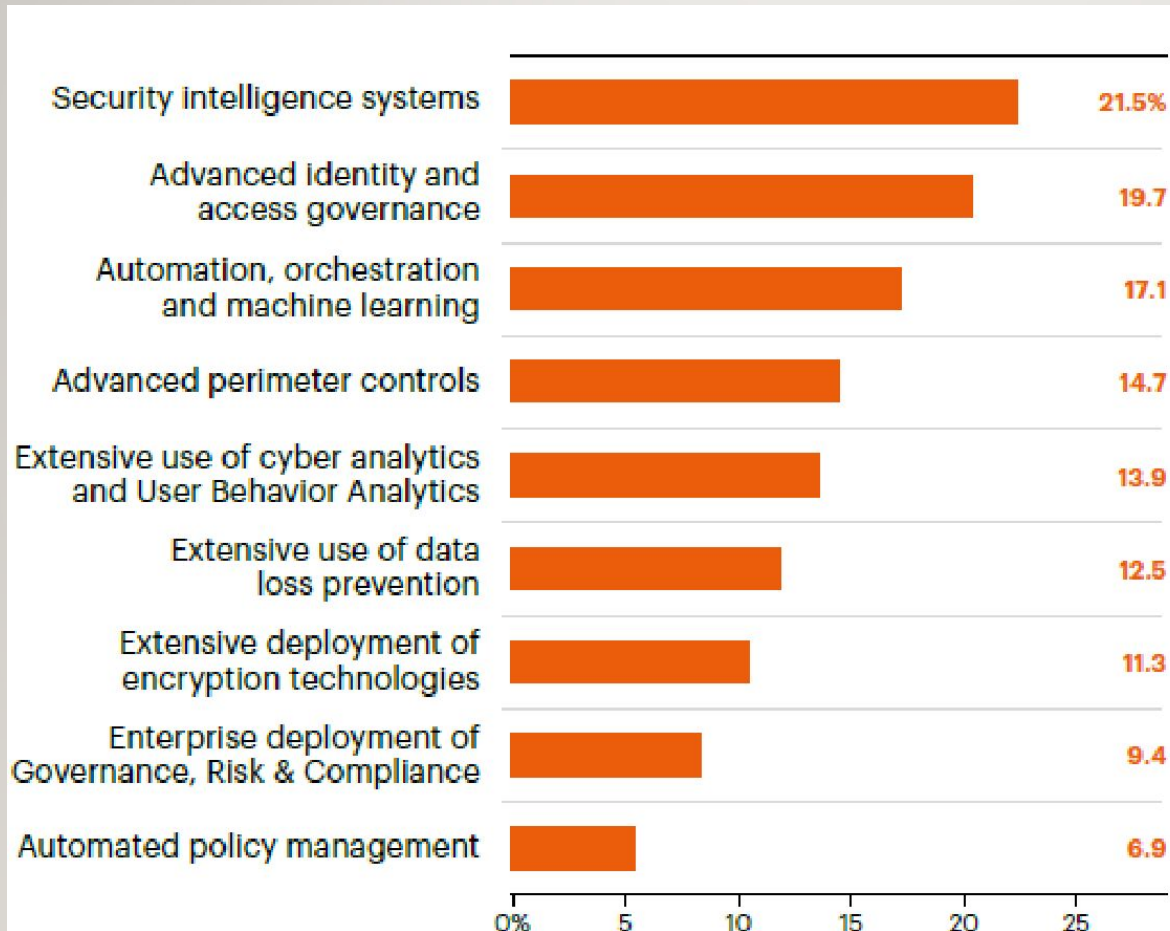 Security intelligence systems
21.5%
Advanced identity and
access governance
19.7
Automation, orchestration
and machine learning
17.1
Advanced perimeter controls
14.7
Extensive use of cyber analytics
and User Behavior Analytics
13.9
Extensive use of data
loss prevention
12.5
Extensive deployment of
encryption technologies
11.3
Enterprise deployment of
Governance, Risk & Compliance
9.4
Automated policy management
6.9
0% 5 10 15 20 25